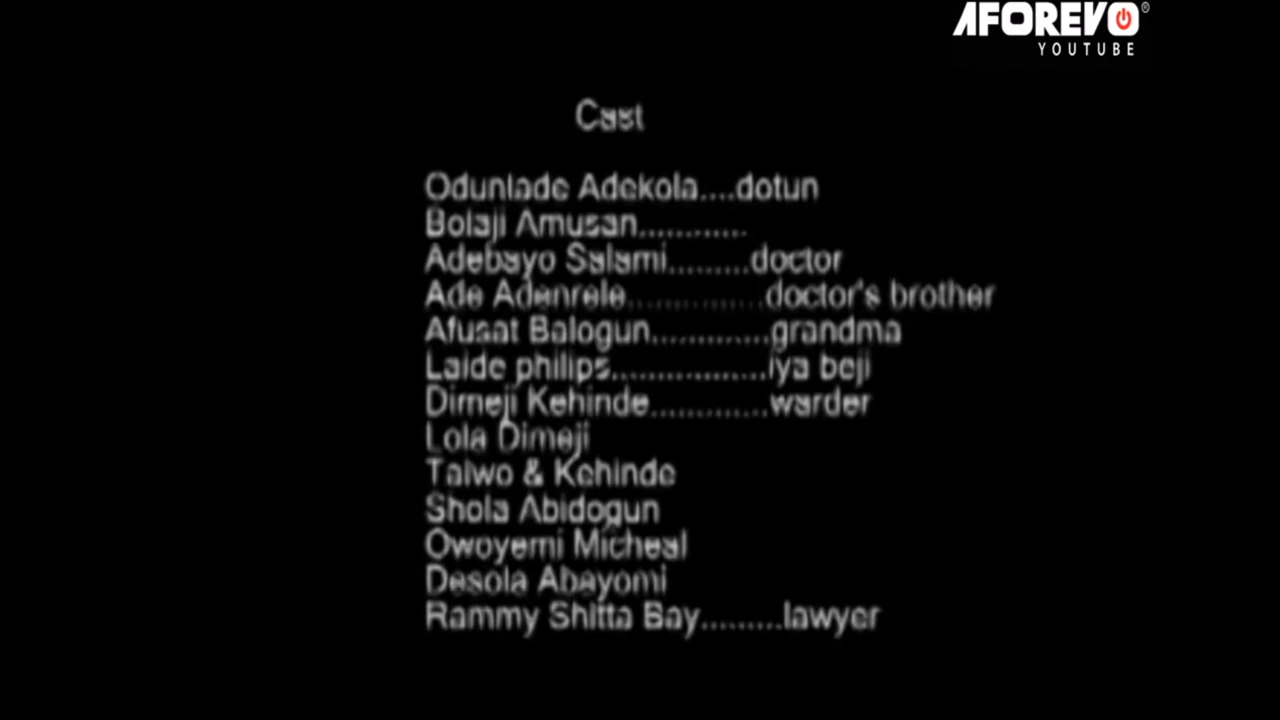 AFOREVO®
YOUTUBE
Cast
Odunlade Adekola....dotun
Bolaji Amusan............
Adebayo Salami.........doctor
Ade Adenrele...............doctor's brother
Afusat Balogun.............grandma
Laide philips.................iya beji
Dimeji Kehinde.............warder
Lola Dimeji
Taiwo & Kehinde
Shola Abidogun
Owoyemi Micheal
Desola Abayomi
Rammy Shitta Bay.........lawyer